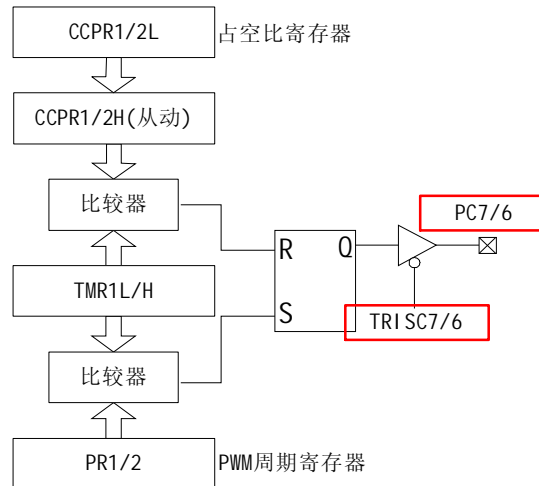 CCPR1/2L 占空比寄存器
CCPR1/2H(从动)
比较器
PC7/6
R Q
TMR1L/H
S
TRISC7/6
比较器
PR1/2 PWM周期寄存器